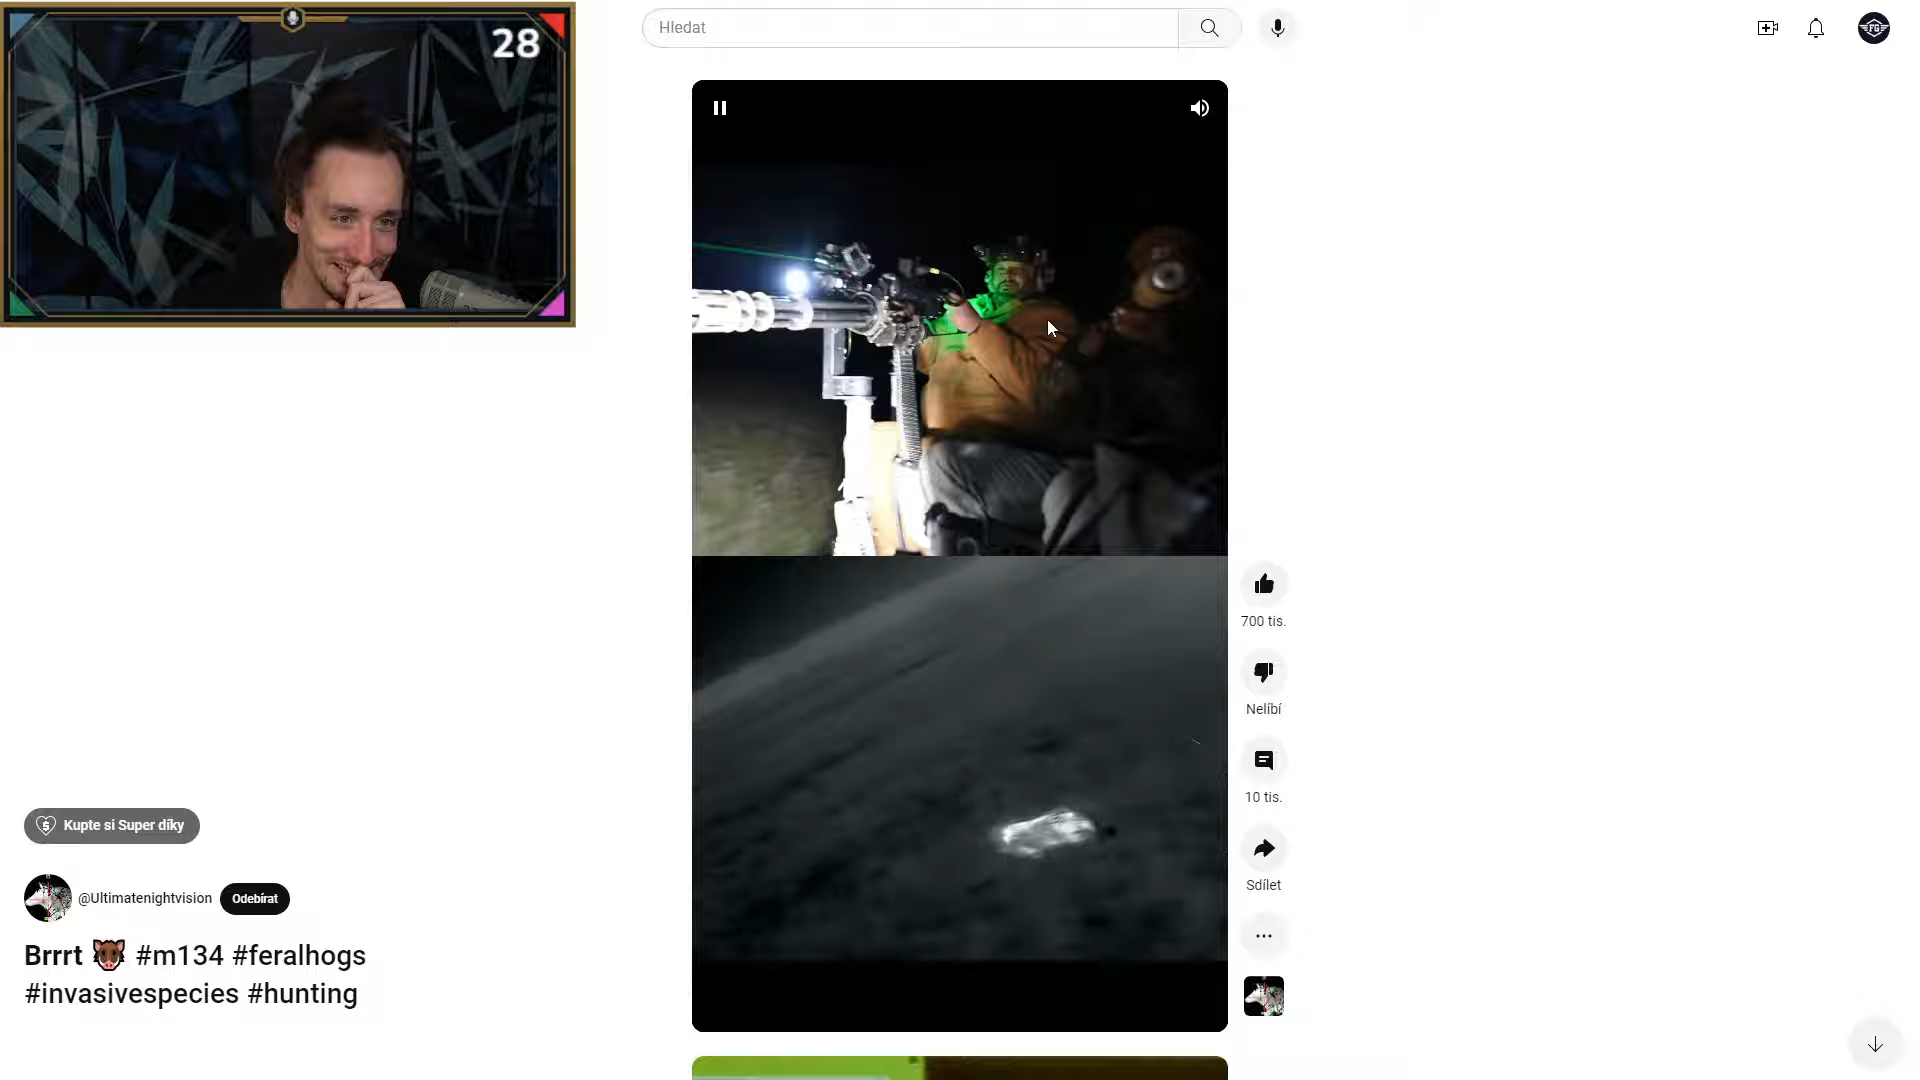 28
Hledat
FG
700 tis.
Nelíbí
10 tis.
Sdílet
Kupte si Super díky
@Ultimatenightvision Odebírat
Brrrt 🐗 #m134 #feralhogs
#invasivespecies #hunting